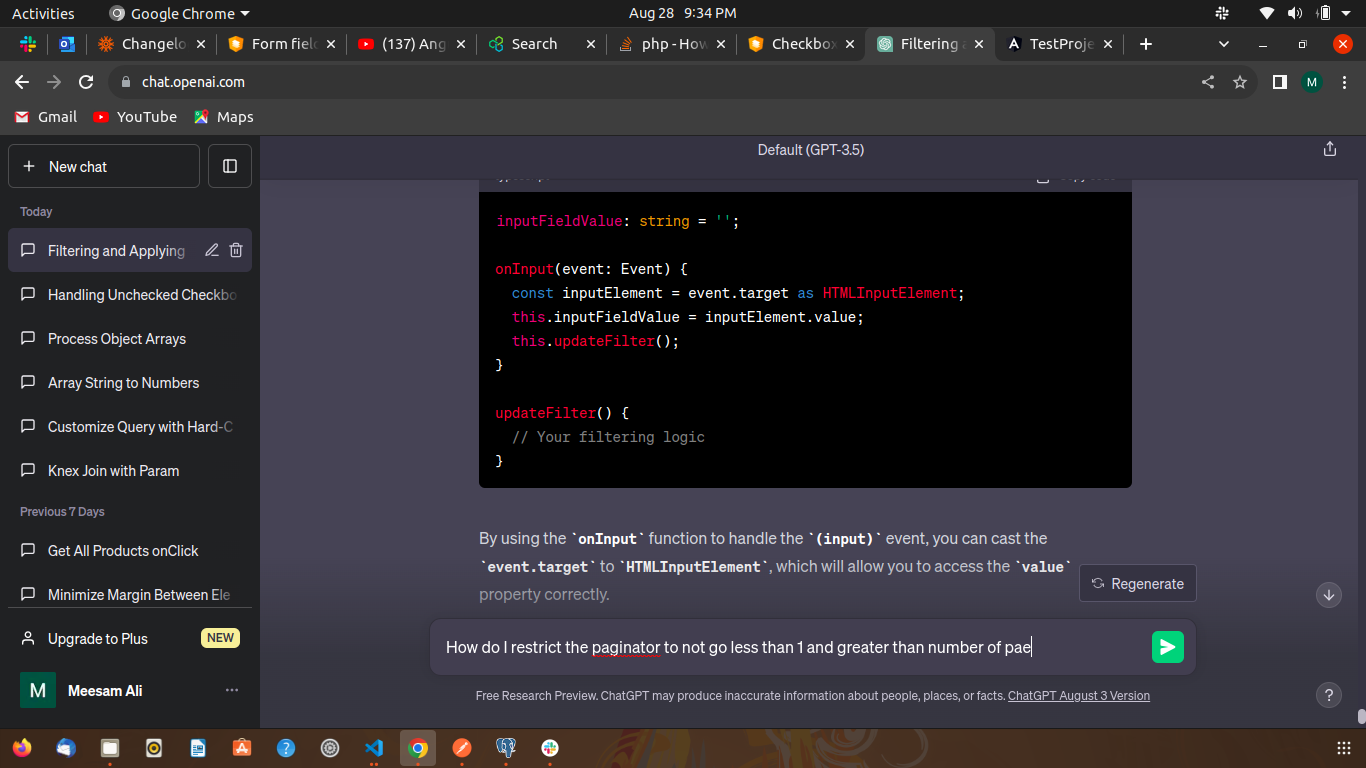 Activities
Google Chrome
Aug 28 9:34 PM
Changelo
Form fiel
(137) Ang
Search
php - How
Checkbox
Filtering a
TestProje
chat.openai.com
M
Gmail
YouTube
Maps
New chat
Default (GPT-3.5)
Today
Filtering and Applying
Handling Unchecked Checkbo
Process Object Arrays
Array String to Numbers
Customize Query with Hard-C
Knex Join with Param
Previous 7 Days
Get All Products onClick
Minimize Margin Between Ele
Upgrade to Plus
NEW
M
Meesam Ali
inputFieldValue: string = '';
onInput(event: Event) {
const inputElement = event.target as HTMLInputElement;
this.inputFieldValue = inputElement.value;
this.updateFilter();
}
updateFilter() {
// Your filtering logic
}
By using the `onInput` function to handle the `(input)` event, you can cast the
`event.target` to `HTMLInputElement`, which will allow you to access the `value`
property correctly.
Regenerate
How do I restrict the paginator to not go less than 1 and greater than number of pae
Free Research Preview. ChatGPT may produce inaccurate information about people, places, or facts. ChatGPT August 3 Version
?